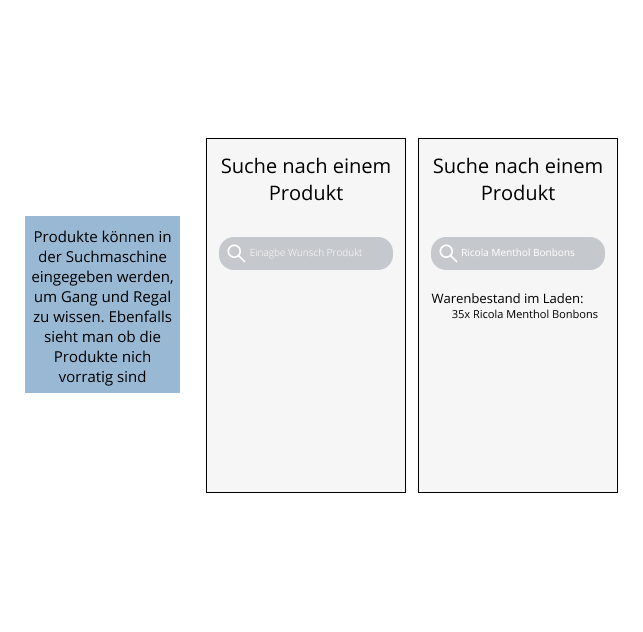 Produkte können in
der Suchmaschine
eingegeben werden,
um Gang und Regal
zu wissen. Ebenfalls
sieht man ob die
Produkte nich
vorratig sind
Suche nach einem
Produkt
Einagbe Wunsch Produkt
Suche nach einem
Produkt
Ricola Menthol Bonbons
Warenbestand im Laden:
35x Ricola Menthol Bonbons